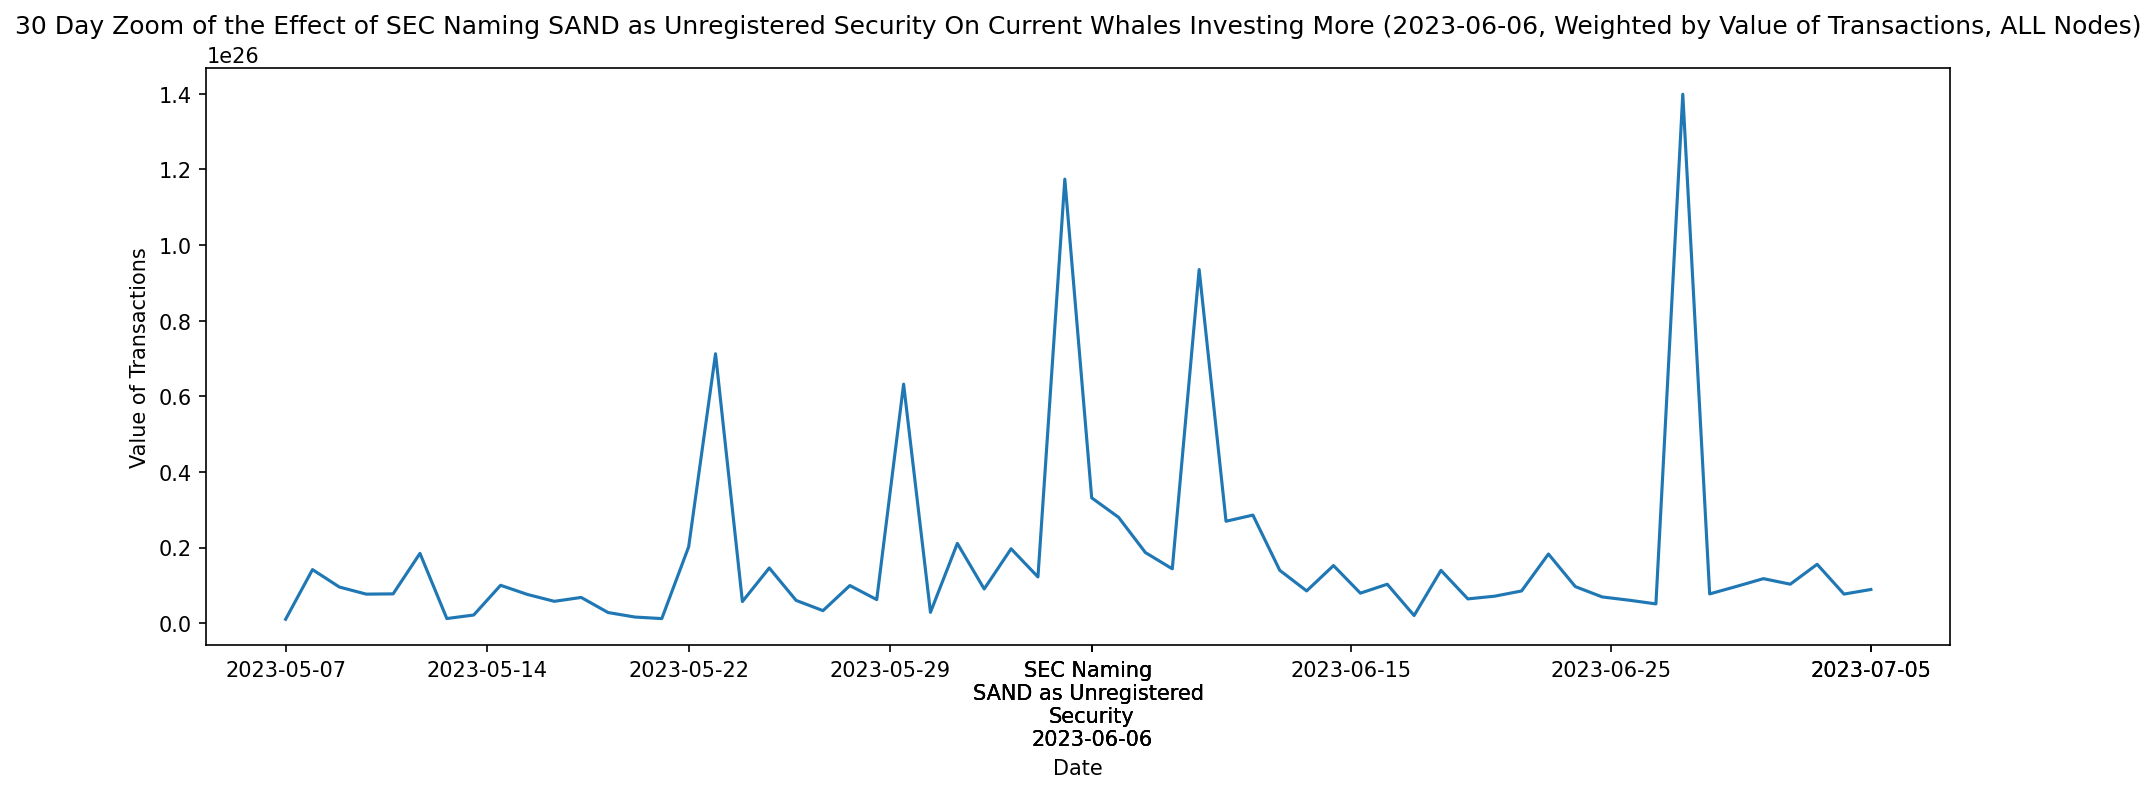 30 Day Zoom of the Effect of SEC Naming SAND as Unregistered Security On Current Whales Investing More (2023-06-06, Weighted by Value of Transactions, ALL Nodes)
1e26
1.4
1.2
1.0
0.8
0.6
0.4
0.2
0.0
Value of Transactions
2023-05-07
2023-05-14
2023-05-22
2023-05-29
SEC Naming
SAND as Unregistered
Security
2023-06-06
2023-06-15
2023-06-25
2023-07-05
Date